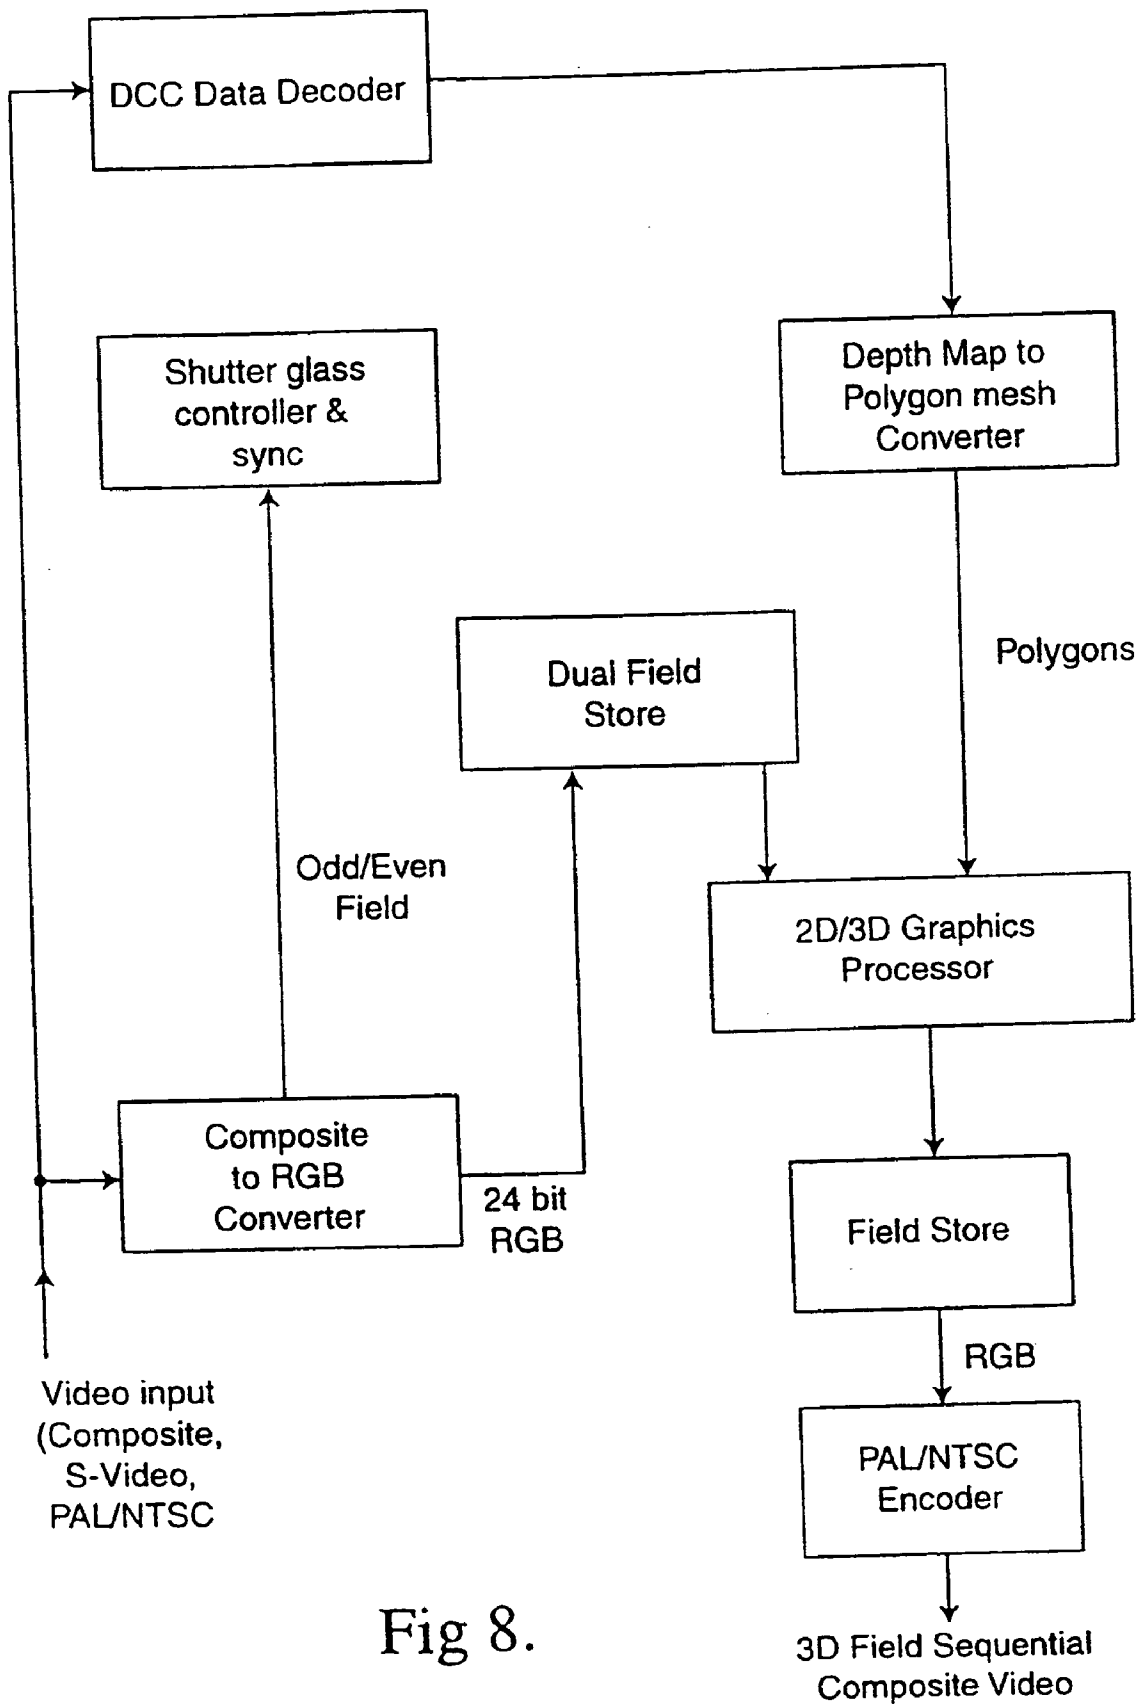 DCC Data Decoder
Shutter glass
controller &
sync
Depth Map to
Polygon mesh
Converter
Dual Field
Store
Polygons
Odd/Even
Field
2D/3D Graphics
Processor
Composite
to RGB
Converter
24 bit
RGB
Field Store
RGB
Video input
(Composite,
S-Video,
PAL/NTSC
PAL/NTSC
Encoder
Fig 8.
3D Field Sequential
Composite Video